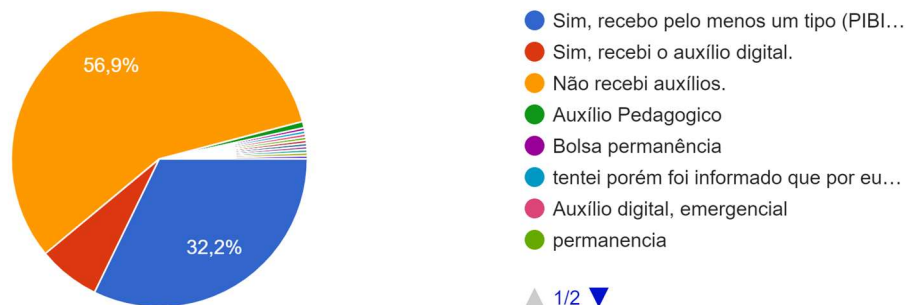 56,9%
32,2%
Sim, recebo pelo menos um tipo (PIBI…
Sim, recebi o auxílio digital.
Não recebi auxílios.
Auxílio Pedagogico
Bolsa permanência
tentei porém foi informado que por eu…
Auxílio digital, emergencial
permanencia
1/2